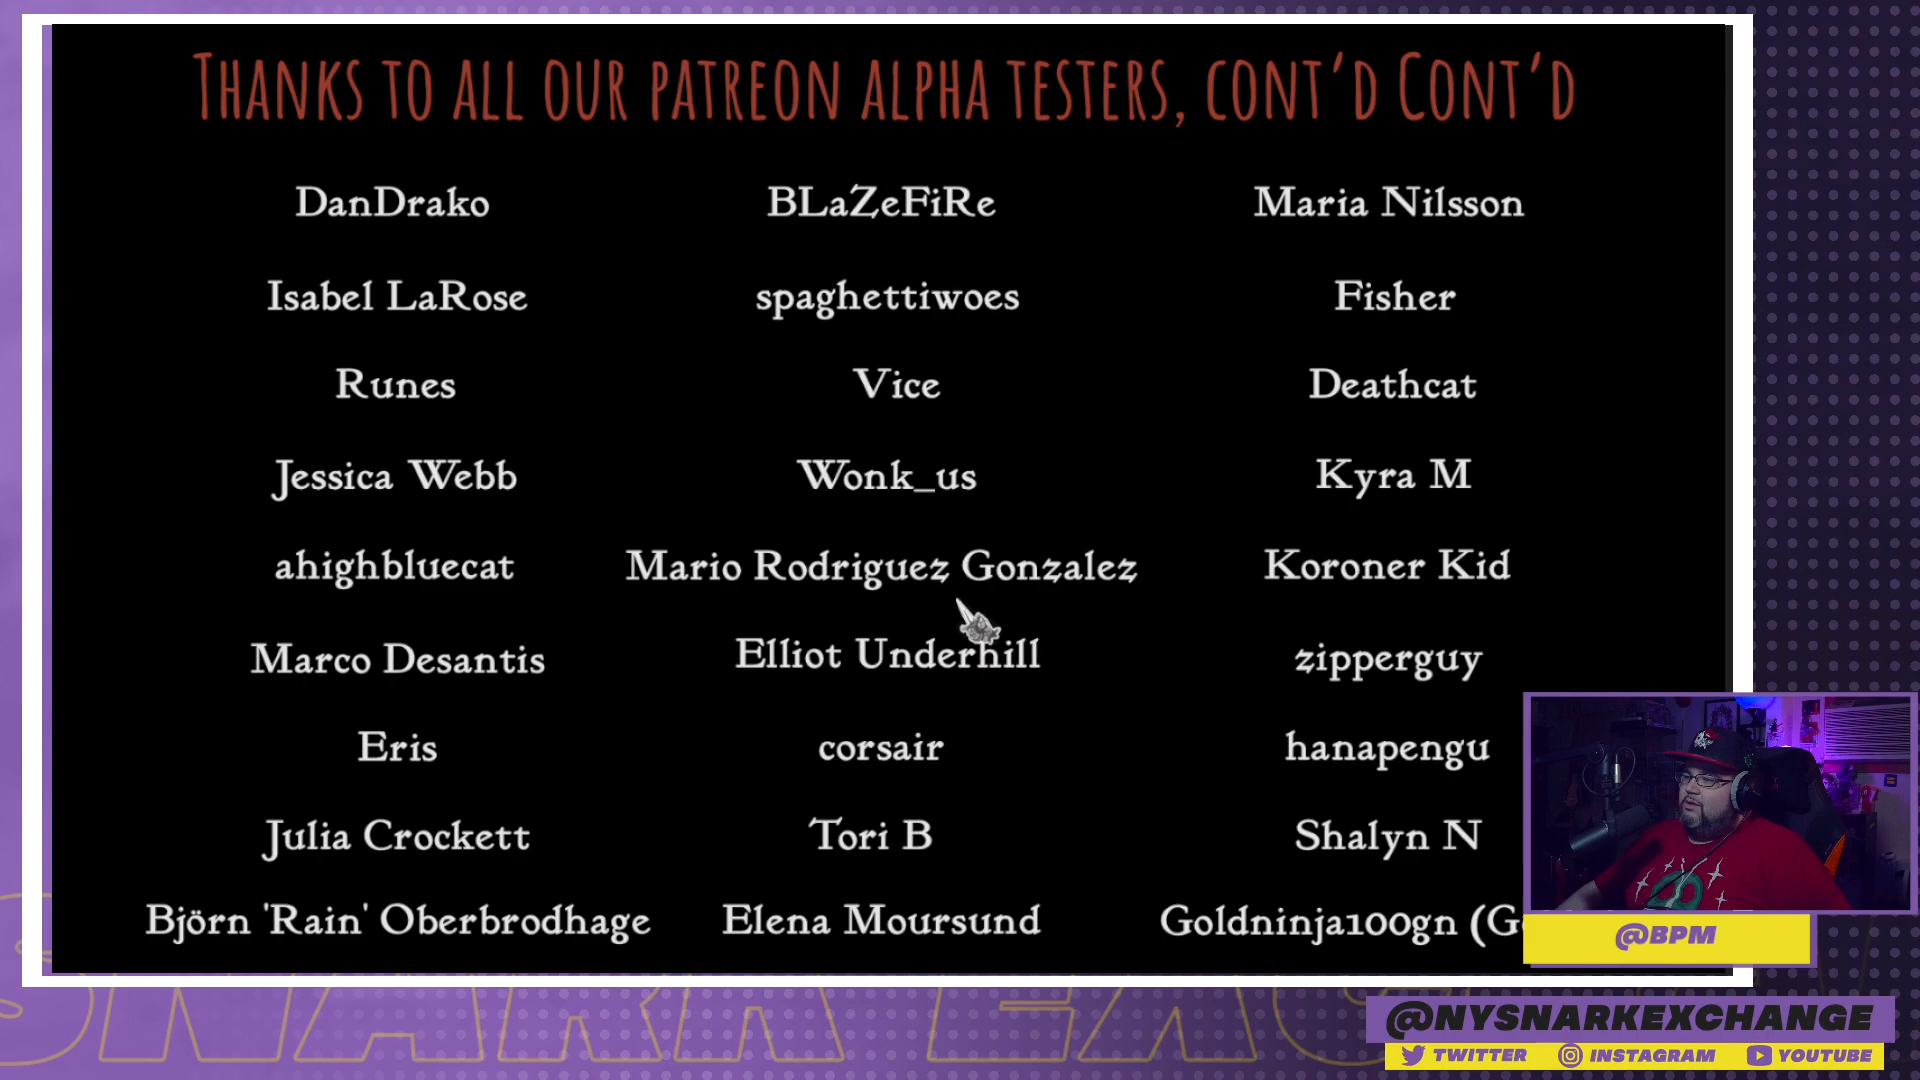 Thanks to all our patreon alpha testers, cont'd Cont'd
DanDrako BLaZeFiRe Maria Nilsson
Isabel LaRose spaghettiwoes Fisher
Runes Vice Deathcat
Jessica Webb Wonk_us Kyra M
ahighbluecat Mario Rodriguez Gonzalez Koroner Kid
Marco Desantis Elliot Underhill zipperguy
Eris corsair hanapengu
Julia Crockett Tori B Shalyn N
Björn 'Rain' Oberbrodhage Elena Moursund Goldninja100gn
@BPM
@NYSNARKEXCHANGE
TWITTER INSTAGRAM YOUTUBE